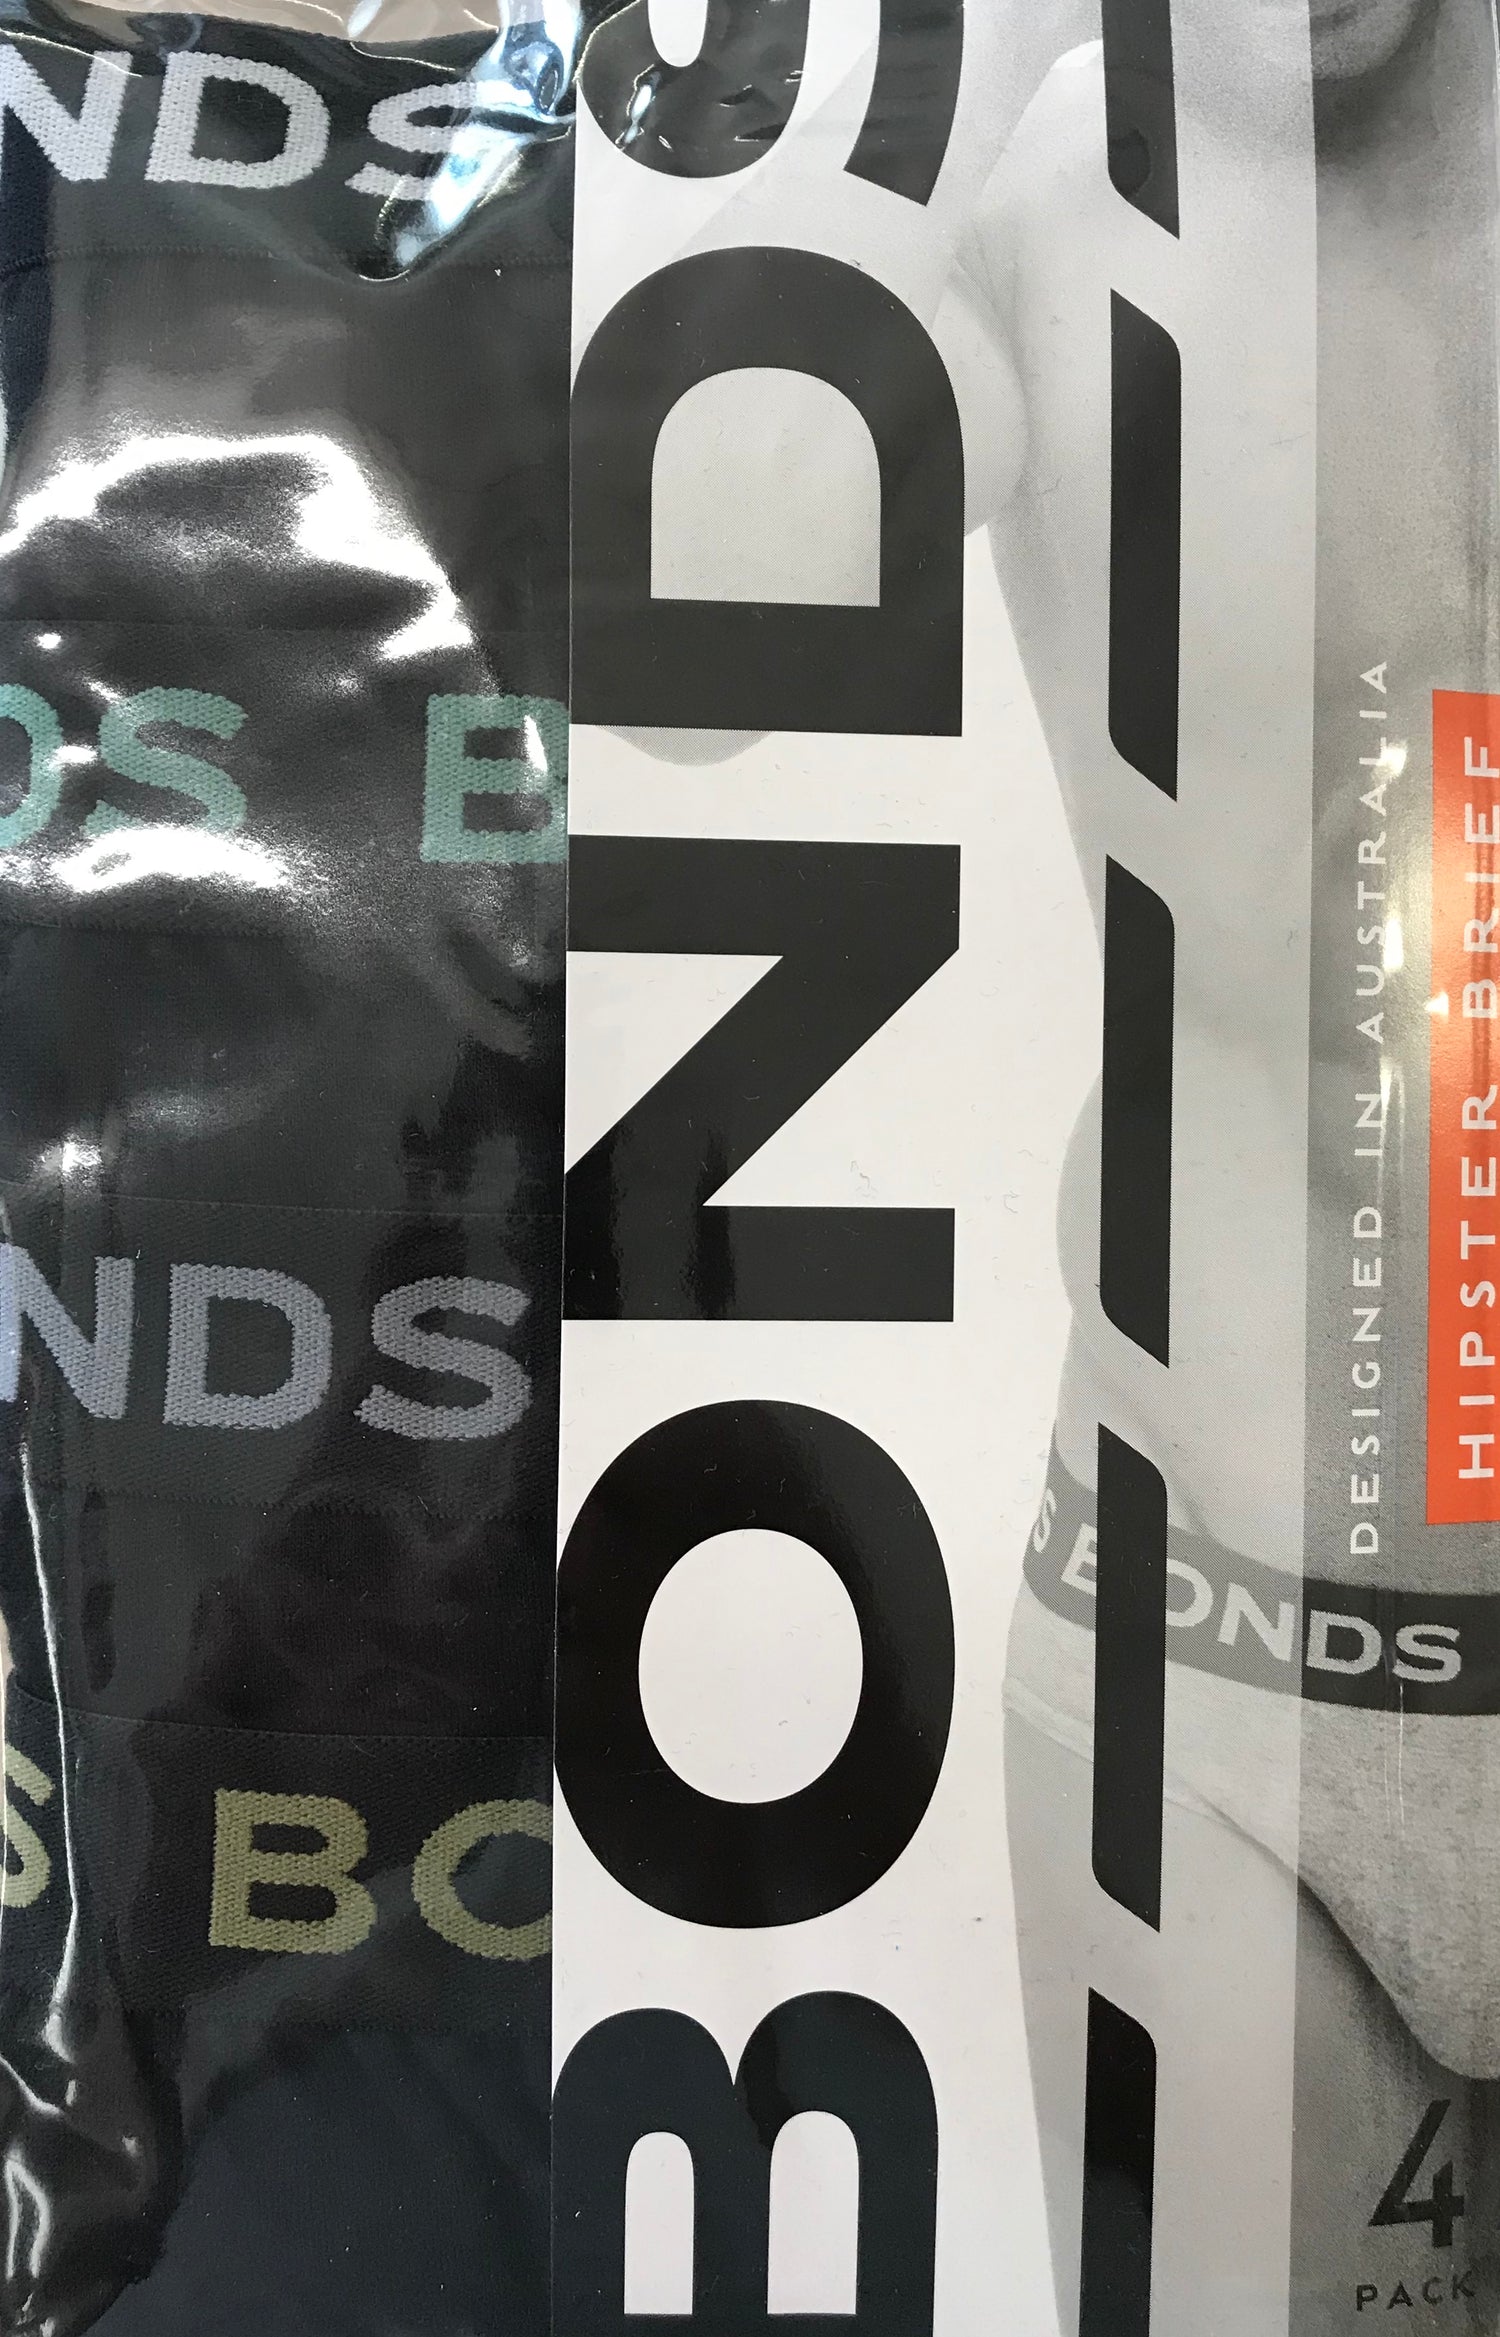 NDS
DS B
NDS
S BO
BONDS
DESIGNED IN AUSTRALIA
HIPSTER BRIEF
S BONDS
4
PACK